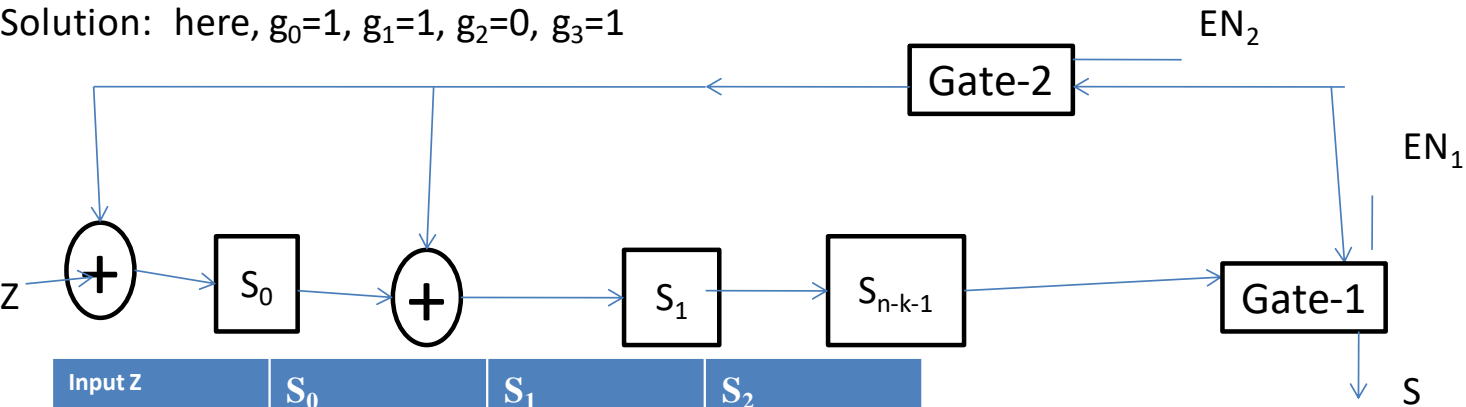 Solution: here, g₀=1, g₁=1, g₂=0, g₃=1
EN₂
Gate-2
EN₁
Z
+
S₀
+
S₁
Sₙ₋ₖ₋₁
Gate-1
S
Input Z S₀ S₁ S₂